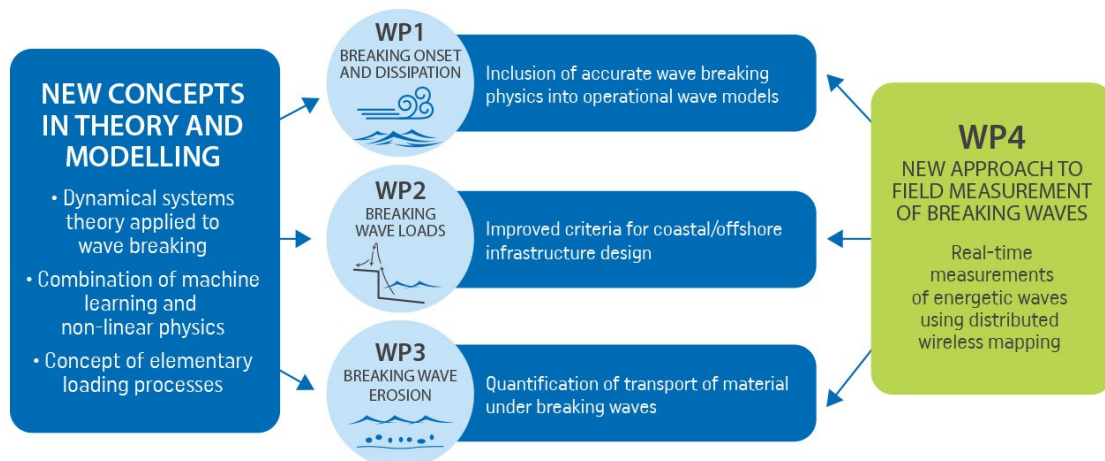 NEW CONCEPTS
IN THEORY AND
MODELLING
• Dynamical systems
theory applied to
wave breaking
• Combination of machine
learning and
non-linear physics
• Concept of elementary
loading processes
WP1
BREAKING ONSET
AND DISSIPATION
Inclusion of accurate wave breaking
physics into operational wave models
WP2
BREAKING
WAVE LOADS
Improved criteria for coastal/offshore
infrastructure design
WP3
BREAKING WAVE
EROSION
Quantification of transport of material
under breaking waves
WP4
NEW APPROACH TO
FIELD MEASUREMENT
OF BREAKING WAVES
Real-time
measurements
of energetic waves
using distributed
wireless mapping